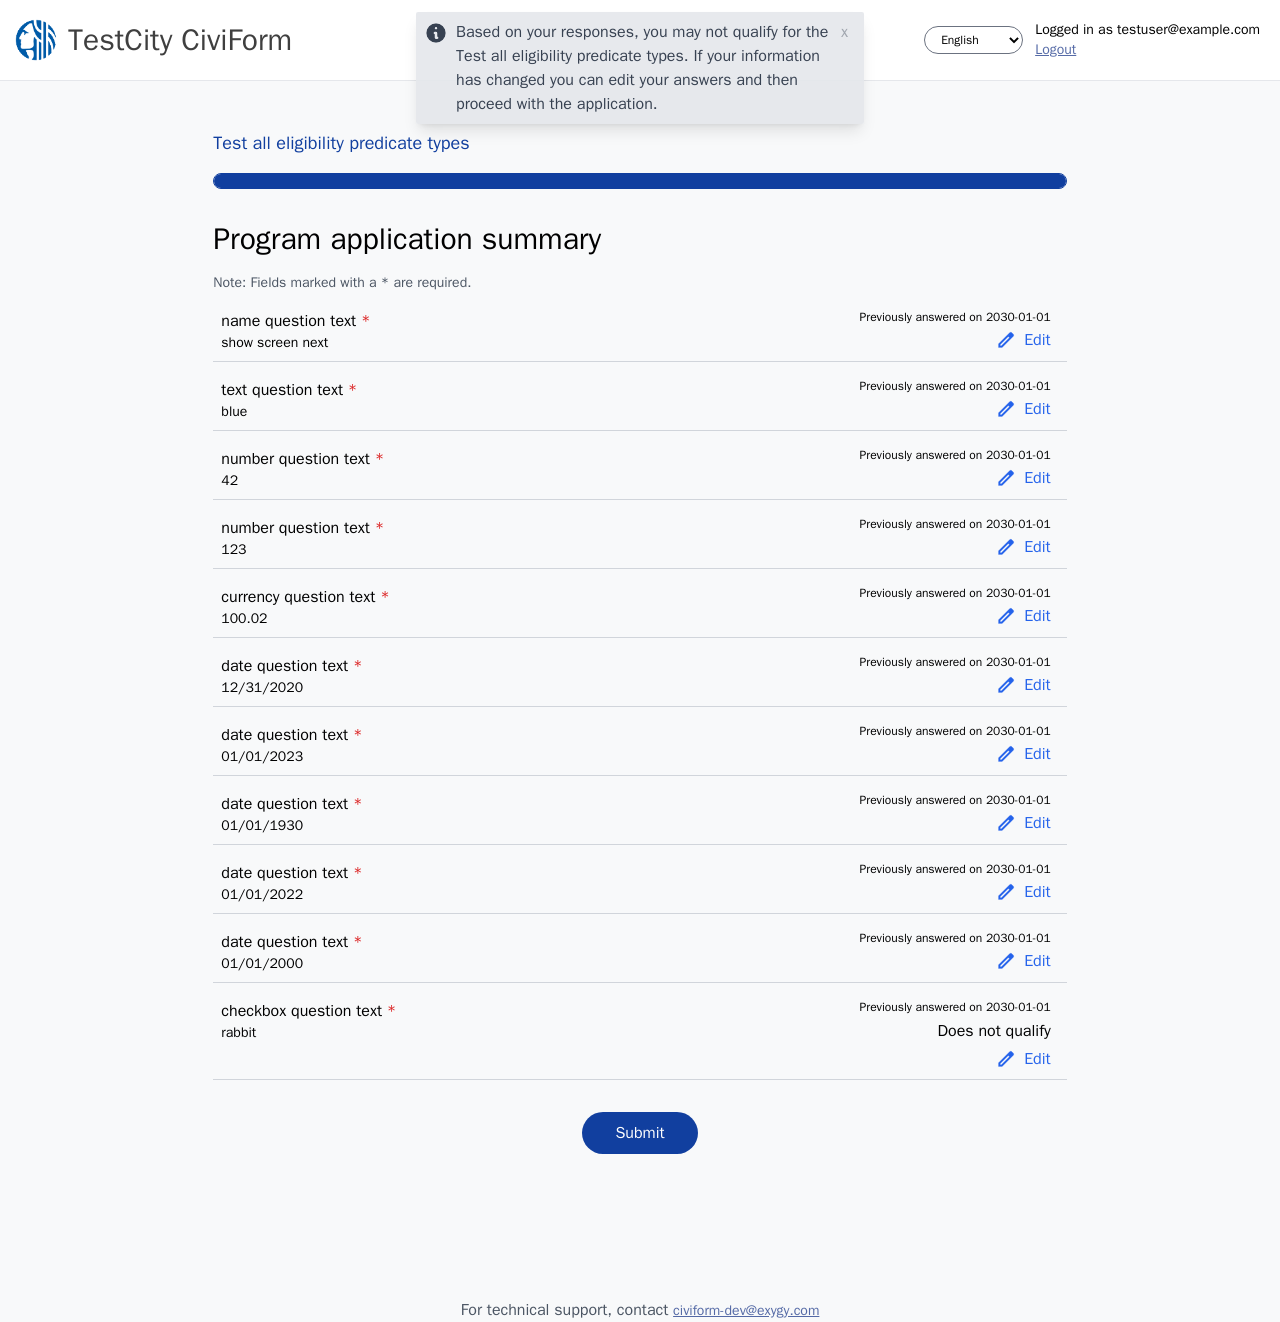 TestCity CiviForm
Based on your responses, you may not qualify for the
Test all eligibility predicate types. If your information
has changed you can edit your answers and then
proceed with the application.
x
English
Logged in as testuser@example.com
Logout
Test all eligibility predicate types
Program application summary
Note: Fields marked with a * are required.
name question text *
show screen next
Previously answered on 2030-01-01
Edit
text question text *
blue
Previously answered on 2030-01-01
Edit
number question text *
42
Previously answered on 2030-01-01
Edit
number question text *
123
Previously answered on 2030-01-01
Edit
currency question text *
100.02
Previously answered on 2030-01-01
Edit
date question text *
12/31/2020
Previously answered on 2030-01-01
Edit
date question text *
01/01/2023
Previously answered on 2030-01-01
Edit
date question text *
01/01/1930
Previously answered on 2030-01-01
Edit
date question text *
01/01/2022
Previously answered on 2030-01-01
Edit
date question text *
01/01/2000
Previously answered on 2030-01-01
Edit
checkbox question text *
rabbit
Previously answered on 2030-01-01
Does not qualify
Edit
Submit
For technical support, contact civiform-dev@exygy.com